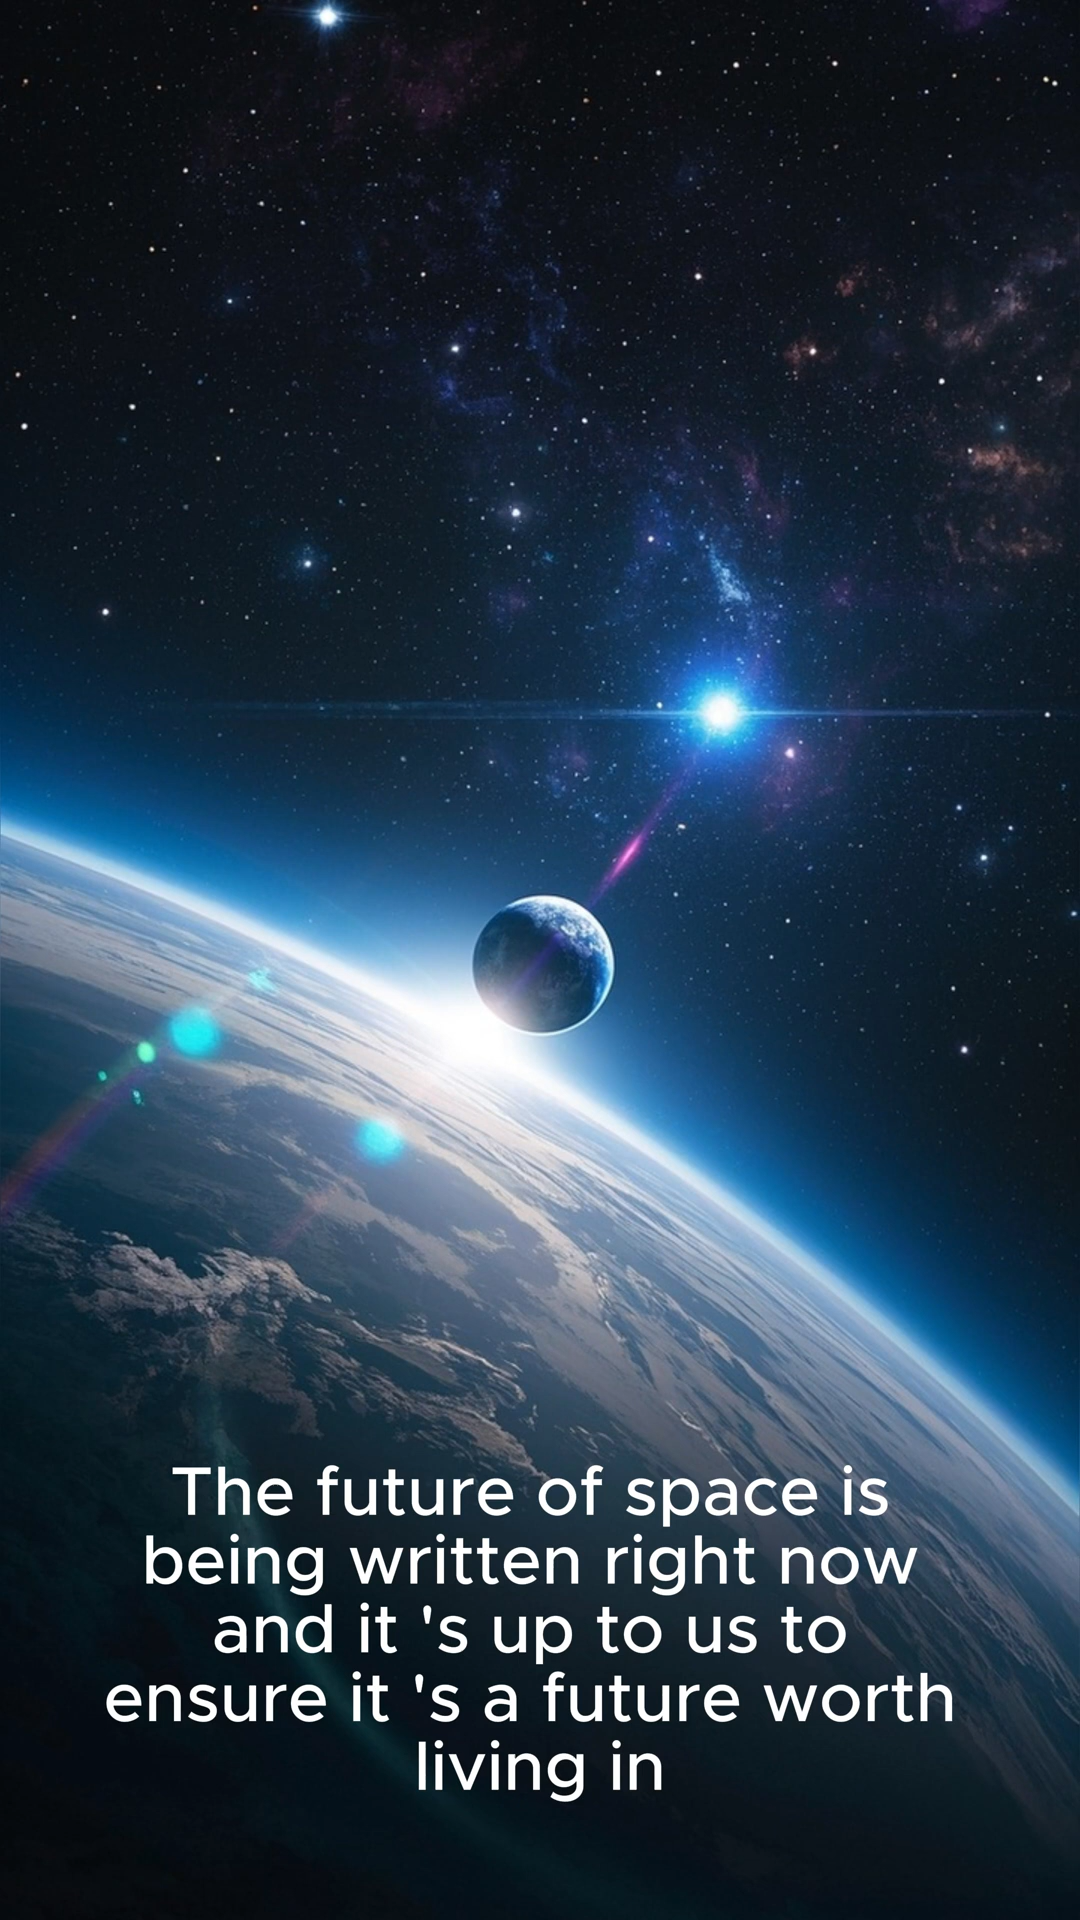 The future of space is
being written right now
and it 's up to us to
ensure it 's a future worth
living in